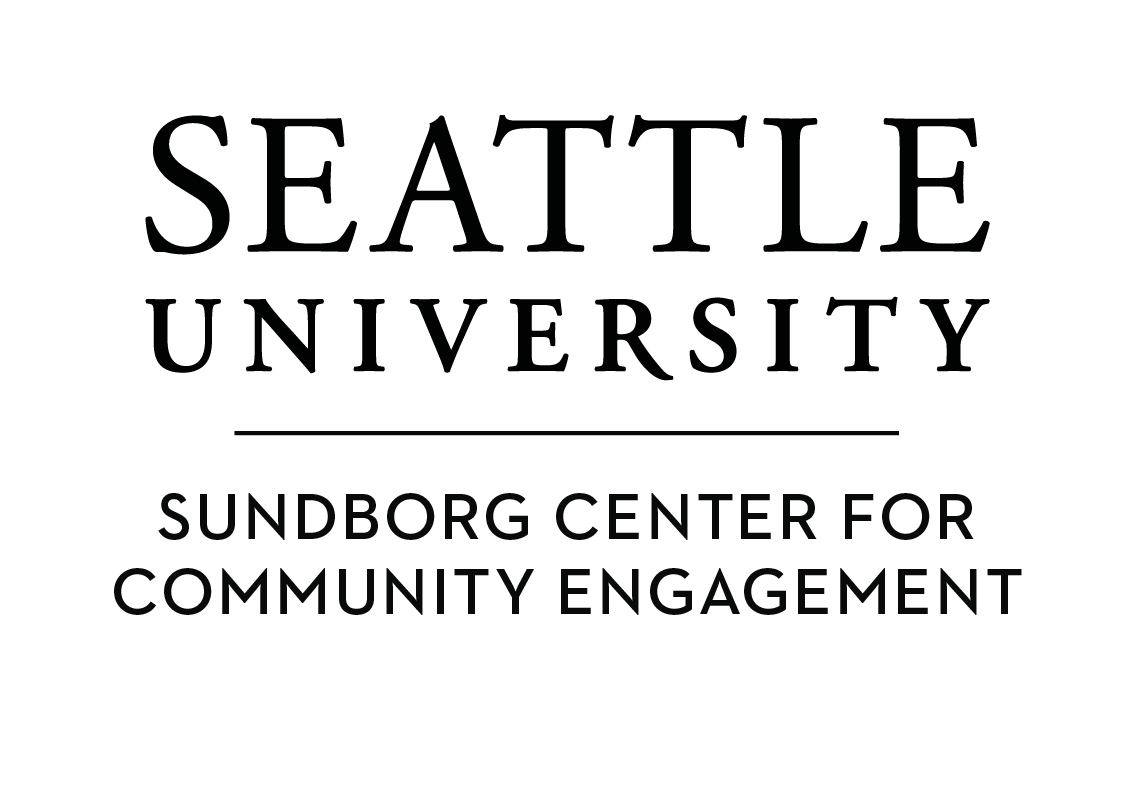 SEATTLE
UNIVERSITY
SUNDBORG CENTER FOR
COMMUNITY ENGAGEMENT